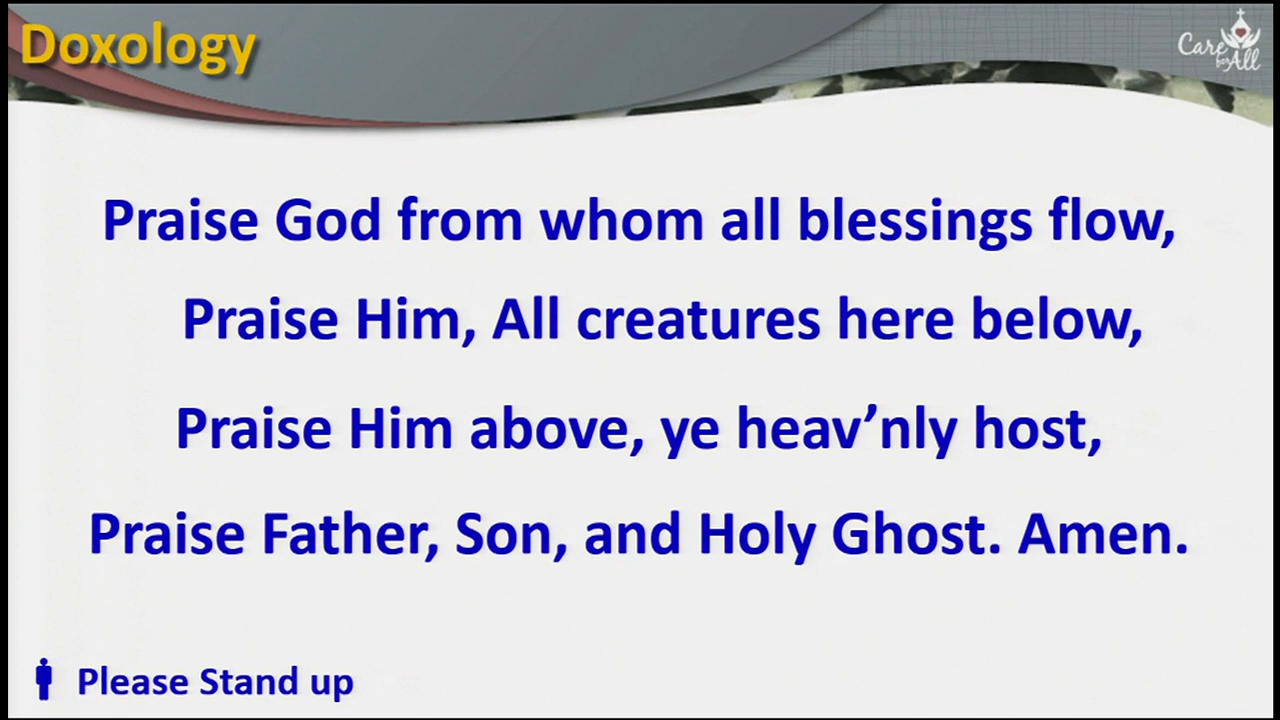 Doxology
Care
for All
Praise God from whom all blessings flow,
Praise Him, All creatures here below,
Praise Him above, ye heav’nly host,
Praise Father, Son, and Holy Ghost. Amen.
Please Stand up